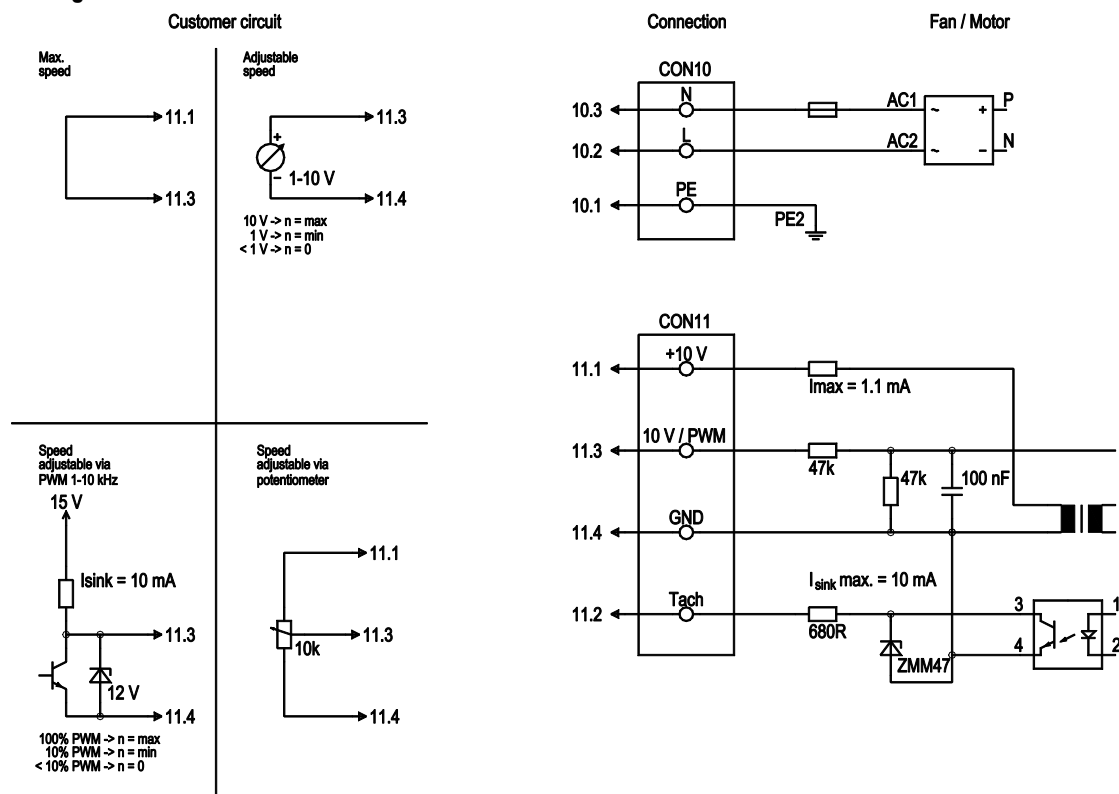 Customer circuit
Max.
speed
11.1
11.3
Adjustable
speed
11.3
+
−
1-10 V
11.4
10 V -> n = max
1 V -> n = min
< 1 V -> n = 0
Speed
adjustable via
PWM 1-10 kHz
15 V
Isink = 10 mA
11.3
12 V
11.4
100% PWM -> n = max
10% PWM -> n = min
< 10% PWM -> n = 0
Speed
adjustable via
potentiometer
11.1
11.3
10k
11.4
Connection
Fan / Motor
CON10
10.3
N
AC1
~
+
P
10.2
L
AC2
~
−
N
10.1
PE
PE2
CON11
11.1
+10 V
Imax = 1.1 mA
11.3
10 V / PWM
47k
47k
100 nF
11.4
GND
11.2
Tach
Isink max. = 10 mA
680R
ZMM47
3
4
1
2